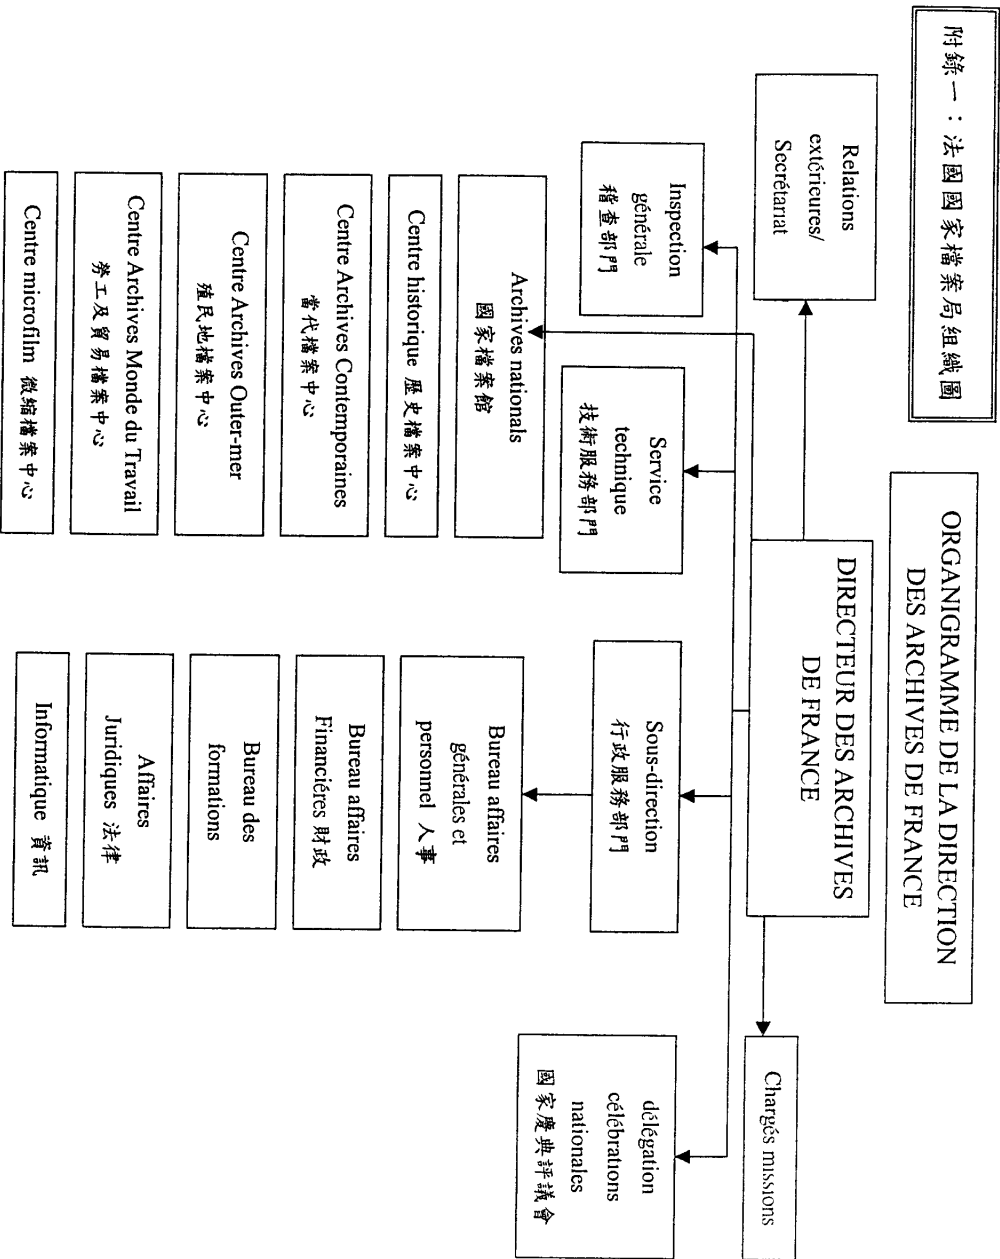 附錄一：法國國家檔案局組織圖
ORGANIGRAMME DE LA DIRECTION
DES ARCHIVES DE FRANCE
DIRECTEUR DES ARCHIVES
DE FRANCE
Relations
extérieures/
Secrétariat
Chargés missions
Inspection
générale
稽查部門
Service
technique
技術服務部門
Sous-direction
行政服務部門
délégation
célébrations
nationales
國家慶典評議會
Archives nationals
國家檔案館
Centre historique 歷史檔案中心
Centre Archives Contemporaines
當代檔案中心
Centre Archives Outer-mer
殖民地檔案中心
Centre Archives Monde du Travail
勞工及貿易檔案中心
Centre microfilm 微縮檔案中心
Bureau affaires
générales et
personnel 人事
Bureau affaires
Financiéres 財政
Bureau des
formations
Affaires
Juridiques 法律
Informatique 資訊